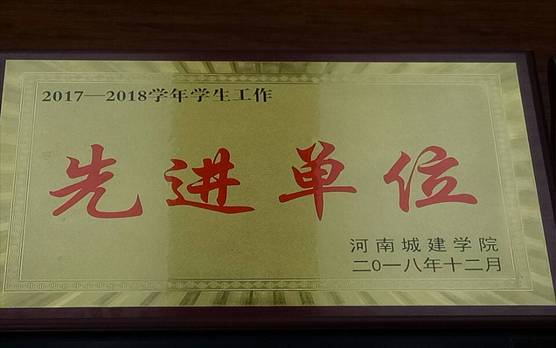 2017—2018学年学生工作
先进单位
河南城建学院
二〇一八年十二月